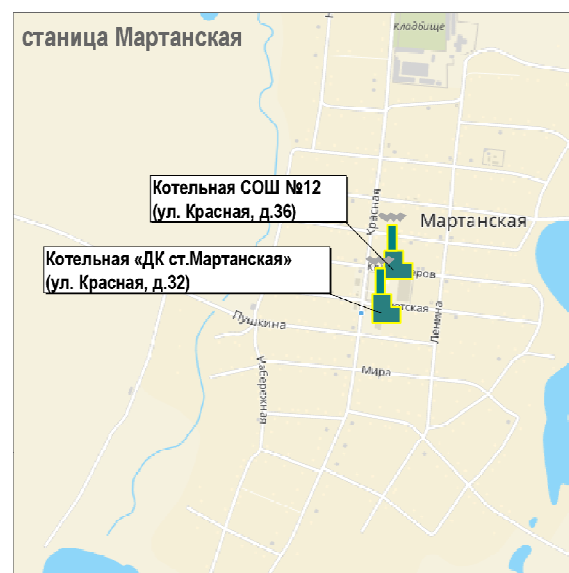 станица Мартанская
Кладбище
Котельная СОШ №12
(ул. Красная, д.36)
Красная
Мартанская
Котельная «ДК ст.Мартанская»
(ул. Красная, д.32)
Пушкина
Ленина
Мира
Набережная